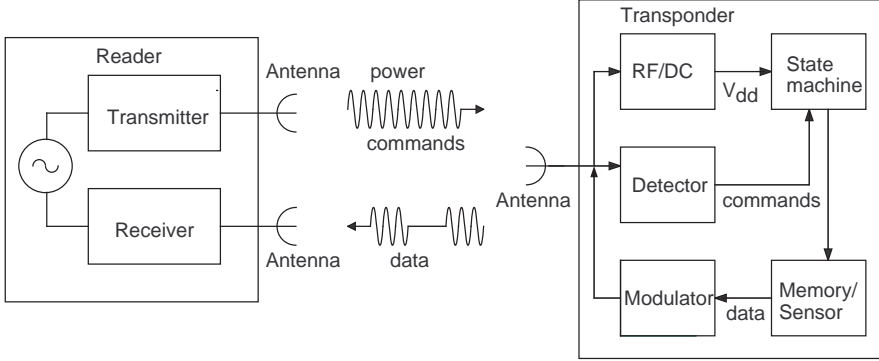 Reader
Transmitter
Receiver
Antenna
Antenna
power
commands
data
Antenna
Transponder
RF/DC
Vdd
State
machine
Detector
commands
Modulator
data
Memory/
Sensor